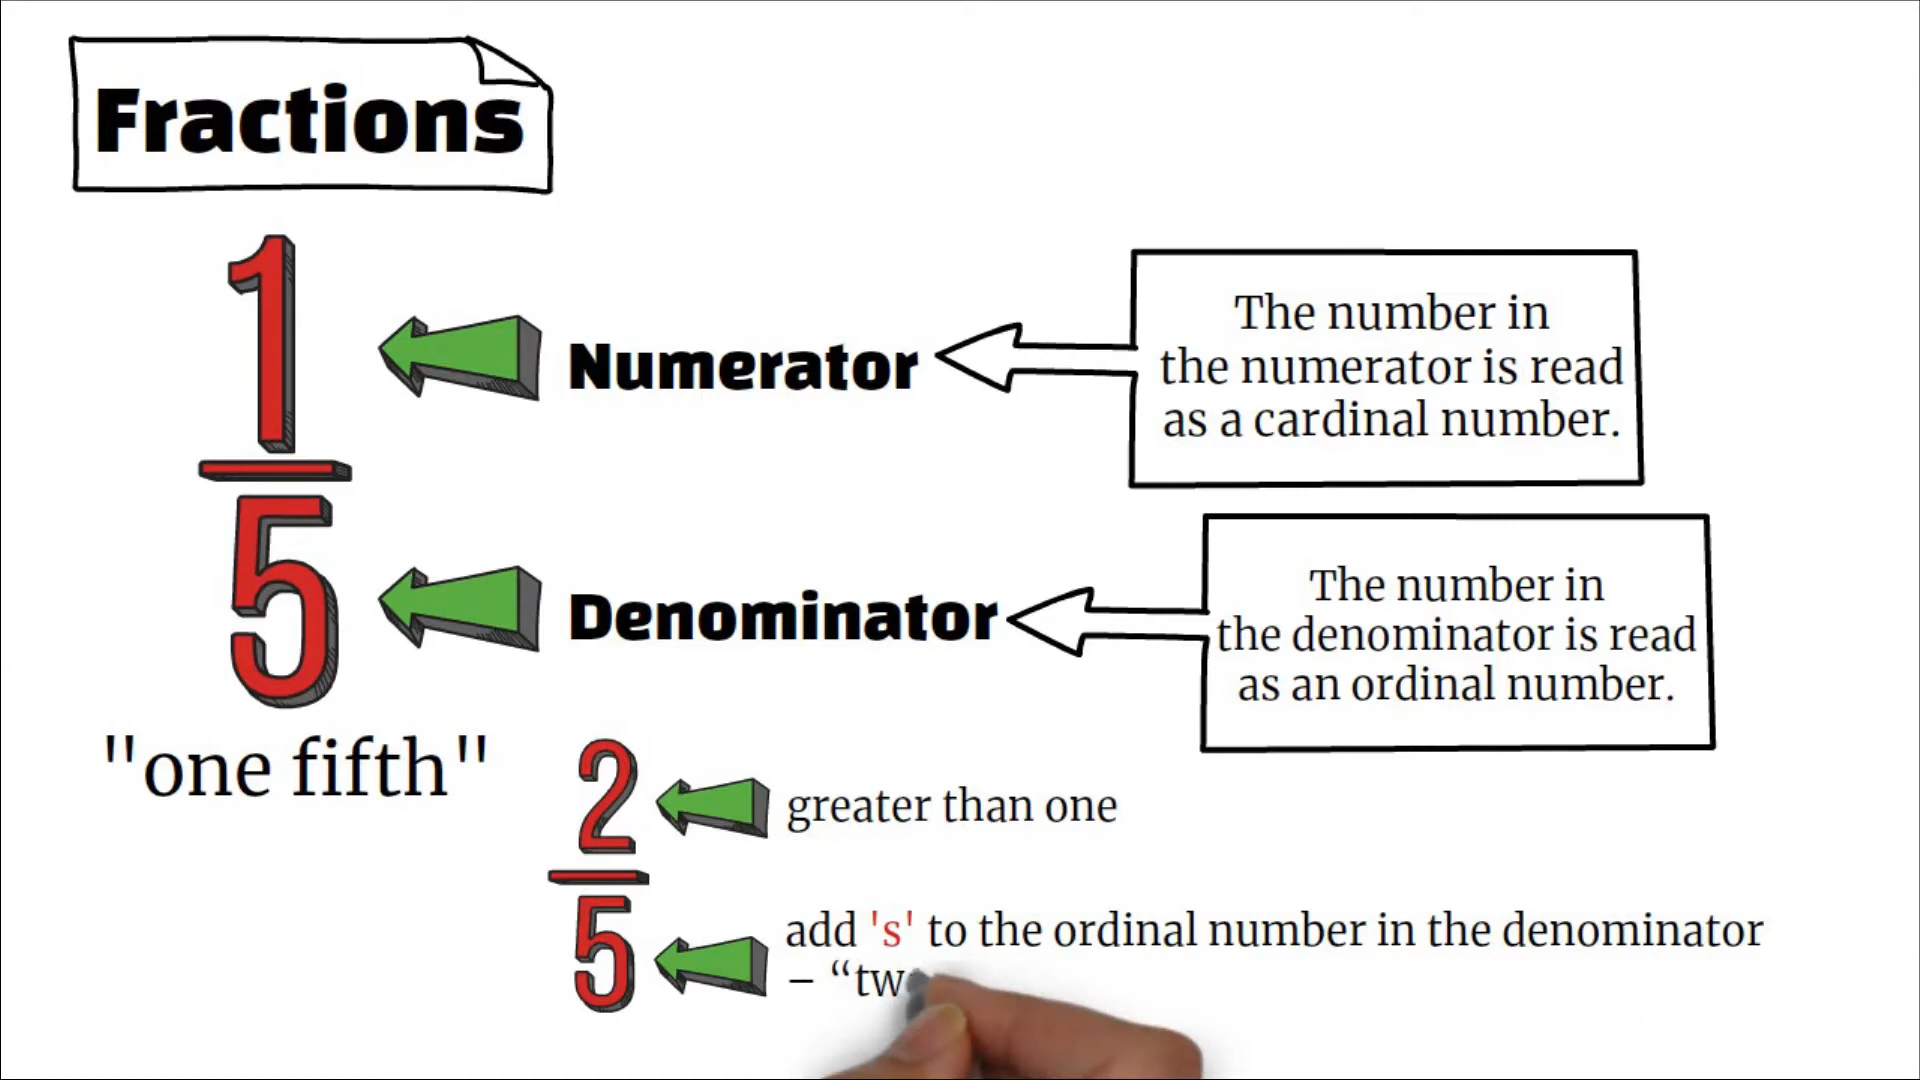 Fractions
1
5
Numerator
The number in
the numerator is read
as a cardinal number.
Denominator
The number in
the denominator is read
as an ordinal number.
"one fifth"
2
5
greater than one
add 's' to the ordinal number in the denominator
– “tw